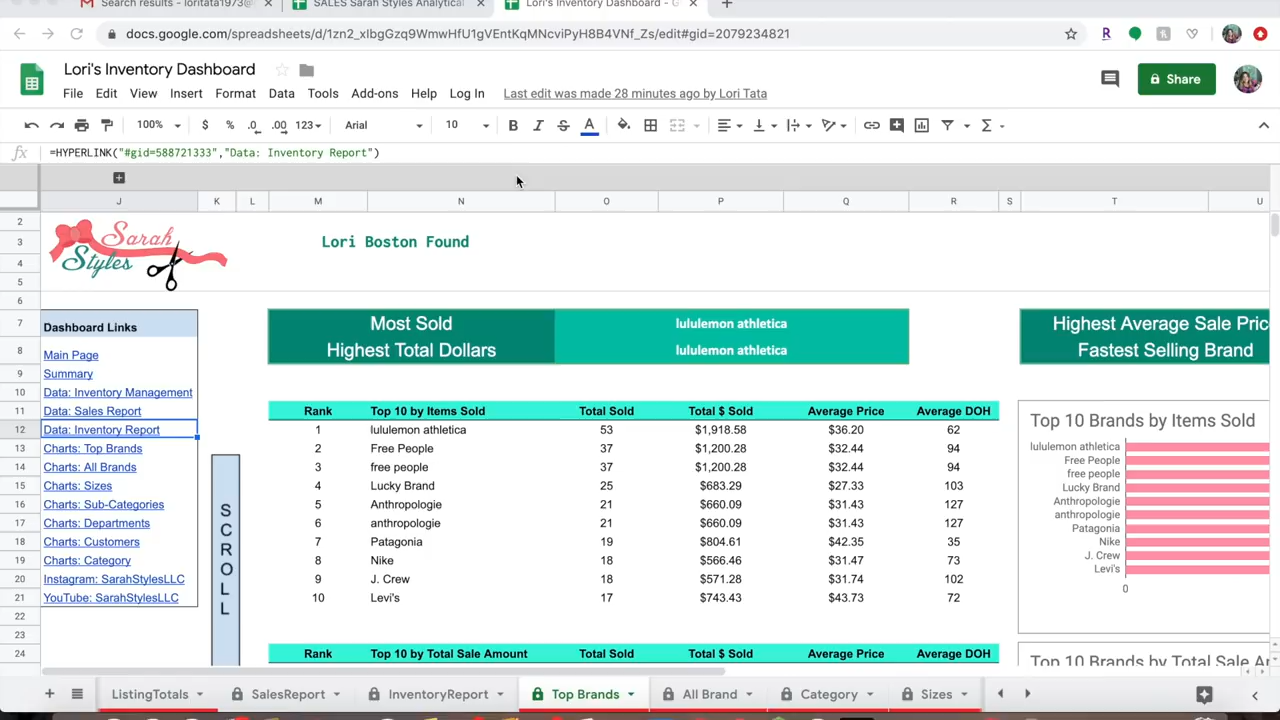 Search results - loritata1973@
SALES Sarah Styles Analytical
Lori's Inventory Dashboard - G
docs.google.com/spreadsheets/d/1zn2_xIbgGzq9WmwHfU1gVEntKqMNcviPyH8B4VNf_Zs/edit#gid=2079234821
Lori's Inventory Dashboard
File Edit View Insert Format Data Tools Add-ons Help Log In Last edit was made 28 minutes ago by Lori Tata
Share
100% $ % .0 .00 123 Arial 10 B I S A
=HYPERLINK("#gid=588721333","Data: Inventory Report")
J K L M N O P Q R S T U
2
3 Sarah Styles Lori Boston Found
4
5
6
7 Dashboard Links Most Sold lululemon athletica Highest Average Sale Pric
8 Main Page Highest Total Dollars lululemon athletica Fastest Selling Brand
9 Summary
10 Data: Inventory Management
11 Data: Sales Report Rank Top 10 by Items Sold Total Sold Total $ Sold Average Price Average DOH
12 Data: Inventory Report 1 lululemon athletica 53 $1,918.58 $36.20 62
13 Charts: Top Brands 2 Free People 37 $1,200.28 $32.44 94
14 Charts: All Brands 3 free people 37 $1,200.28 $32.44 94
15 Charts: Sizes 4 Lucky Brand 25 $683.29 $27.33 103
16 Charts: Sub-Categories 5 Anthropologie 21 $660.09 $31.43 127
17 Charts: Departments 6 anthropologie 21 $660.09 $31.43 127
18 Charts: Customers 7 Patagonia 19 $804.61 $42.35 35
19 Charts: Category 8 Nike 18 $566.46 $31.47 73
20 Instagram: SarahStylesLLC 9 J. Crew 18 $571.28 $31.74 102
21 YouTube: SarahStylesLLC 10 Levi's 17 $743.43 $43.73 72
22
23
24 Rank Top 10 by Total Sale Amount Total Sold Total $ Sold Average Price Average DOH
SCROLL
Top 10 Brands by Items Sold
lululemon athletica
Free People
free people
Lucky Brand
Anthropologie
anthropologie
Patagonia
Nike
J. Crew
Levi's
0
Top 10 Brands by Total Sale Am
ListingTotals SalesReport InventoryReport Top Brands All Brand Category Sizes